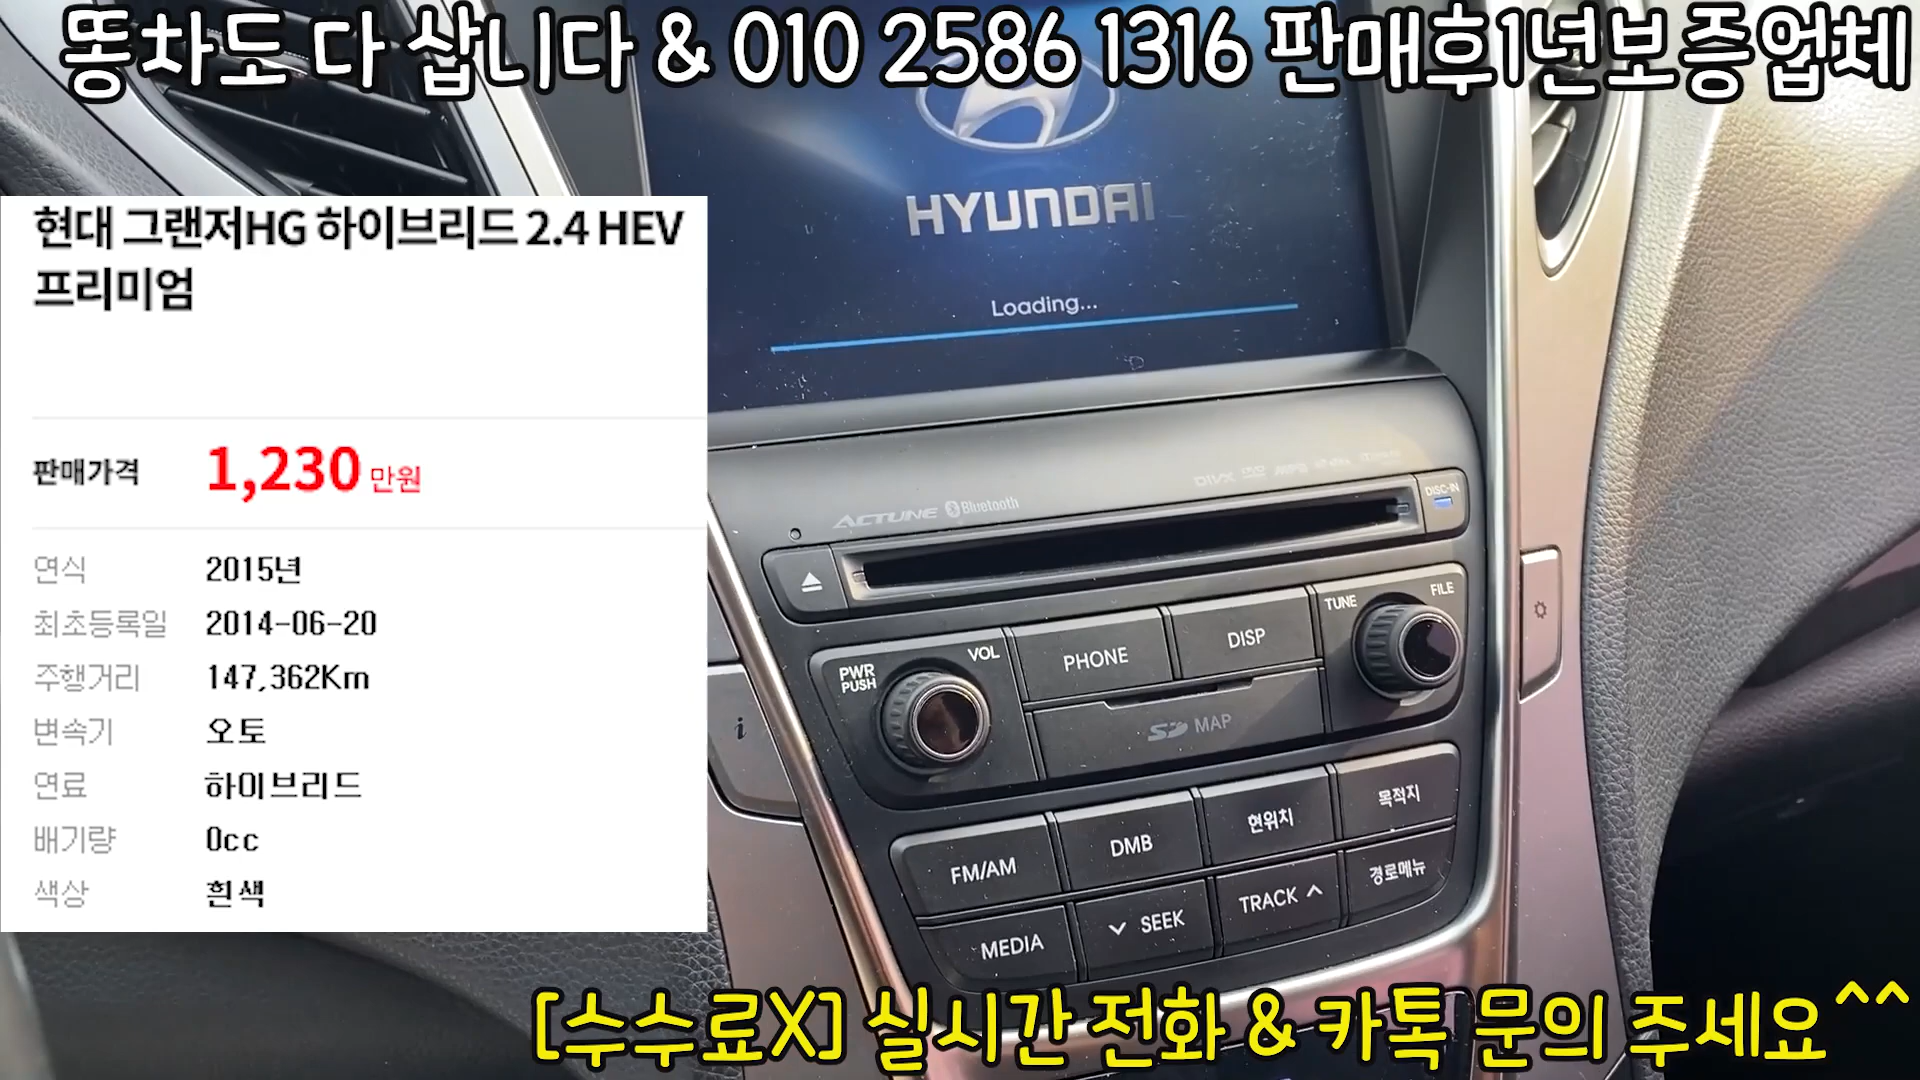 똥차도 다 삽니다 & 010 2586 1316 판매후1년보증업체
HYUNDAI
Loading...
현대 그랜저HG 하이브리드 2.4 HEV
프리미엄
판매가격 1,230 만원
연식 2015년
최초등록일 2014-06-20
주행거리 147,362Km
변속기 오토
연료 하이브리드
배기량 0cc
색상 흰색
DIVX
ACTUNE Bluetooth
DISC-IN
PWR PUSH VOL PHONE DISP TUNE FILE
SD MAP
i
FM/AM DMB 현위치 목적지
MEDIA SEEK TRACK 경로메뉴
[수수료X] 실시간 전화 & 카톡 문의 주세요^^